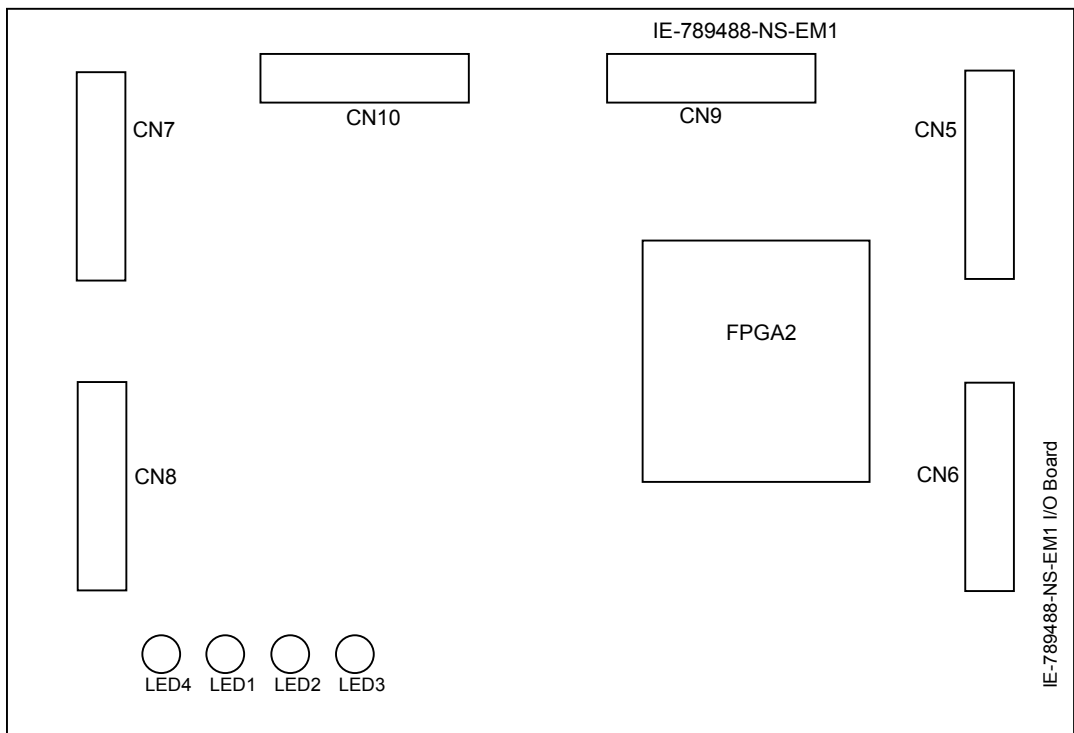 IE-789488-NS-EM1
CN10
CN9
CN7
CN5
FPGA2
CN8
CN6
IE-789488-NS-EM1 I/O Board
LED4
LED1
LED2
LED3